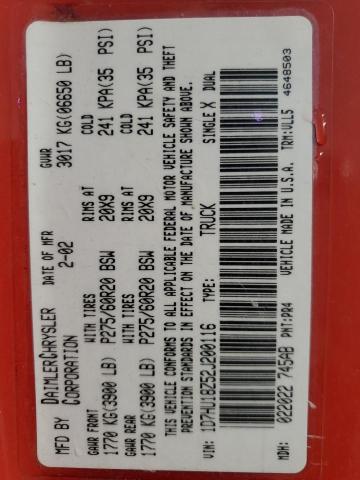 MFD BY DAIMLERCHRYSLER CORPORATION
DATE OF MFR 2-02
GVWR 3017 KG(06650 LB)
GAWR FRONT WITH TIRES RIMS AT COLD
1770 KG(3900 LB) P275/60R20 BSW 20X9 241 KPA(35 PSI)
GAWR REAR WITH TIRES RIMS AT COLD
1770 KG(3900 LB) P275/60R20 BSW 20X9 241 KPA(35 PSI)
THIS VEHICLE CONFORMS TO ALL APPLICABLE FEDERAL MOTOR VEHICLE SAFETY AND THEFT
PREVENTION STANDARDS IN EFFECT ON THE DATE OF MANUFACTURE SHOWN ABOVE.
1D7HU18Z52J200116 TYPE: TRUCK SINGLE X DUAL
022022 745AB PNT:PR4 VEHICLE MADE IN U.S.A. TRM:VLL5
4648503